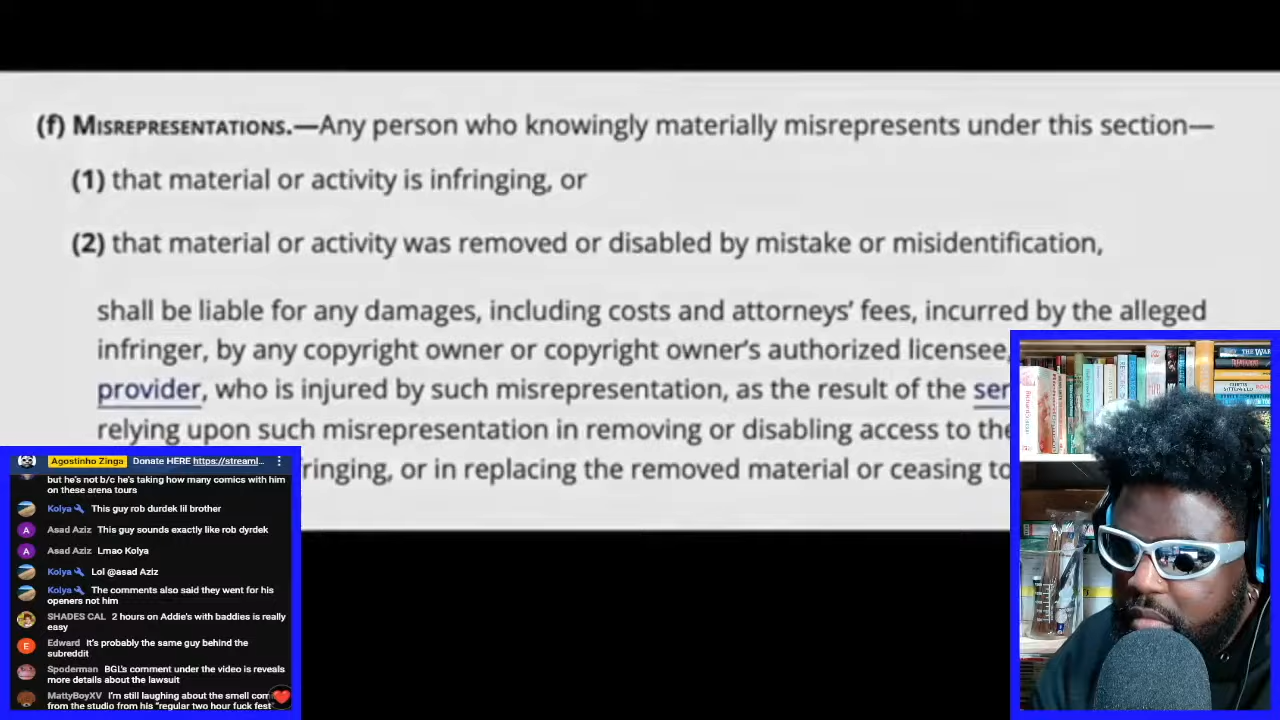 (f) MISREPRESENTATIONS.—Any person who knowingly materially misrepresents under this section—
(1) that material or activity is infringing, or
(2) that material or activity was removed or disabled by mistake or misidentification,
shall be liable for any damages, including costs and attorneys’ fees, incurred by the alleged
infringer, by any copyright owner or copyright owner’s authorized licensee,
provider, who is injured by such misrepresentation, as the result of the ser
relying upon such misrepresentation in removing or disabling access to the
fringing, or in replacing the removed material or ceasing to
Agostinho Zinga Donate HERE https://streaml...
but he's not b/c he's taking how many comics with him
on these arena tours
Kolya This guy rob durdek lil brother
A Asad Aziz This guy sounds exactly like rob dyrdek
A Asad Aziz Lmao Kolya
Kolya Lol @asad Aziz
Kolya The comments also said they went for his
openers not him
SHADES CAL 2 hours on Addie's with baddies is really
easy
E Edward It's probably the same guy behind the
subreddit
Spoderman BGL's comment under the video is reveals
more details about the lawsuit
MattyBoyXV I'm still laughing about the smell com
from the studio from his "regular two hour fuck fest"
THE WAR
CURTIS